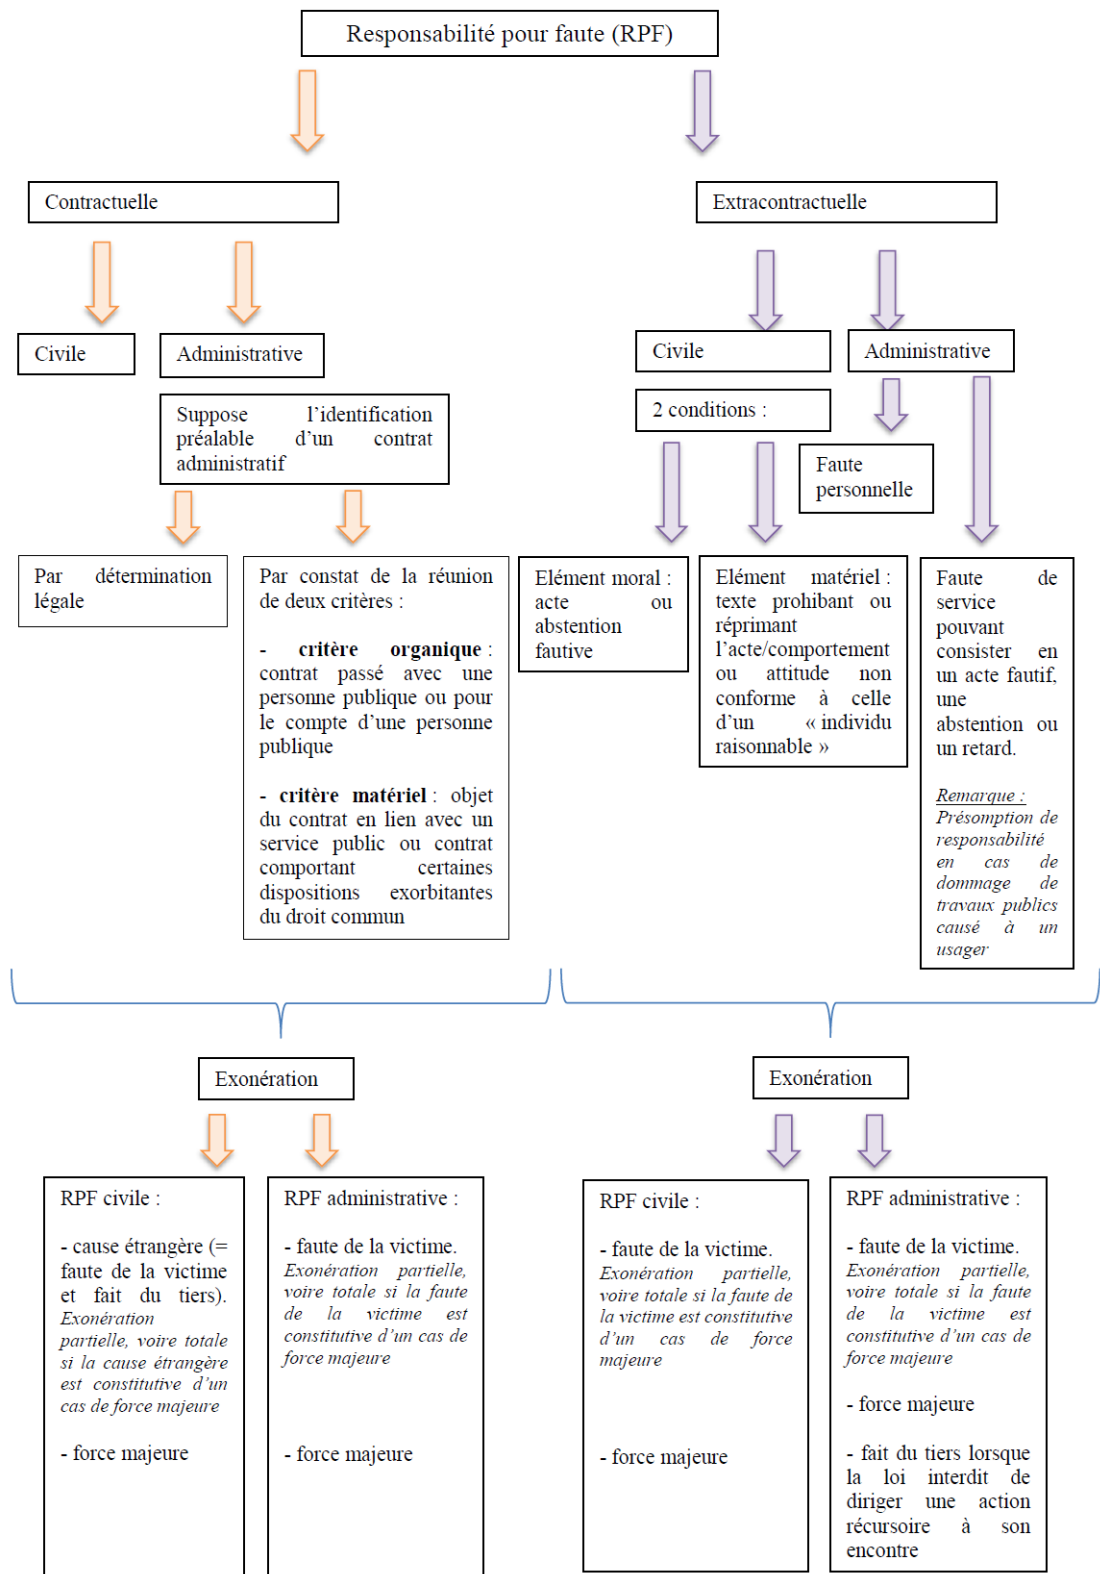 Responsabilité pour faute (RPF)
Contractuelle
Extracontractuelle
Civile
Administrative
Civile
Administrative
Suppose l’identification
préalable d’un contrat
administratif
2 conditions :
Faute
personnelle
Par détermination
légale
Par constat de la réunion
de deux critères :
- critère organique :
contrat passé avec une
personne publique ou pour
le compte d’une personne
publique
- critère matériel : objet
du contrat en lien avec un
service public ou contrat
comportant certaines
dispositions exorbitantes
du droit commun
Elément moral :
acte ou
abstention
fautive
Elément matériel :
texte prohibant ou
réprimant
l’acte/comportement
ou attitude non
conforme à celle
d’un « individu
raisonnable »
Faute de
service
pouvant
consister en
un acte fautif,
une
abstention ou
un retard.
Remarque :
Présomption de
responsabilité
en cas de
dommage de
travaux publics
causé à un
usager
Exonération
Exonération
RPF civile :
- cause étrangère (=
faute de la victime
et fait du tiers).
Exonération
partielle, voire totale
si la cause étrangère
est constitutive d’un
cas de force majeure
- force majeure
RPF administrative :
- faute de la victime.
Exonération partielle,
voire totale si la faute
de la victime est
constitutive d’un cas de
force majeure
- force majeure
RPF civile :
- faute de la victime.
Exonération partielle,
voire totale si la faute de
la victime est constitutive
d’un cas de force
majeure
- force majeure
RPF administrative :
- faute de la victime.
Exonération partielle,
voire totale si la faute
de la victime est
constitutive d’un cas de
force majeure
- force majeure
- fait du tiers lorsque
la loi interdit de
diriger une action
récursoire à son
encontre